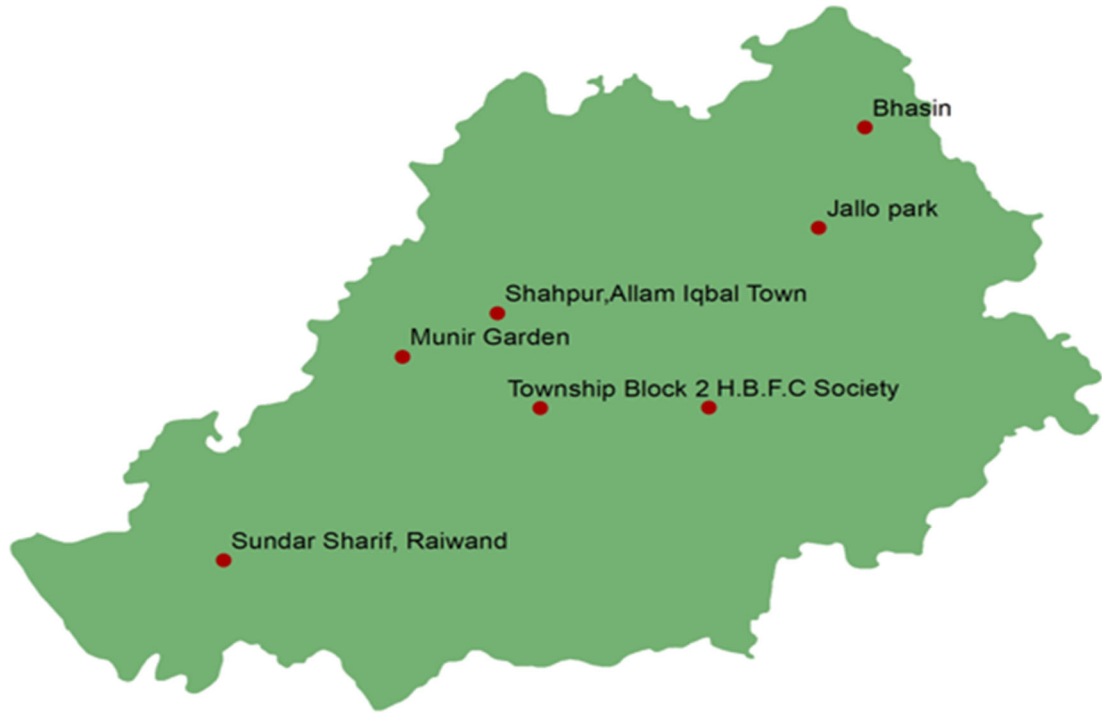 Bhasin
Jallo park
Shahpur,Allam Iqbal Town
Munir Garden
Township Block 2 H.B.F.C Society
Sundar Sharif, Raiwand